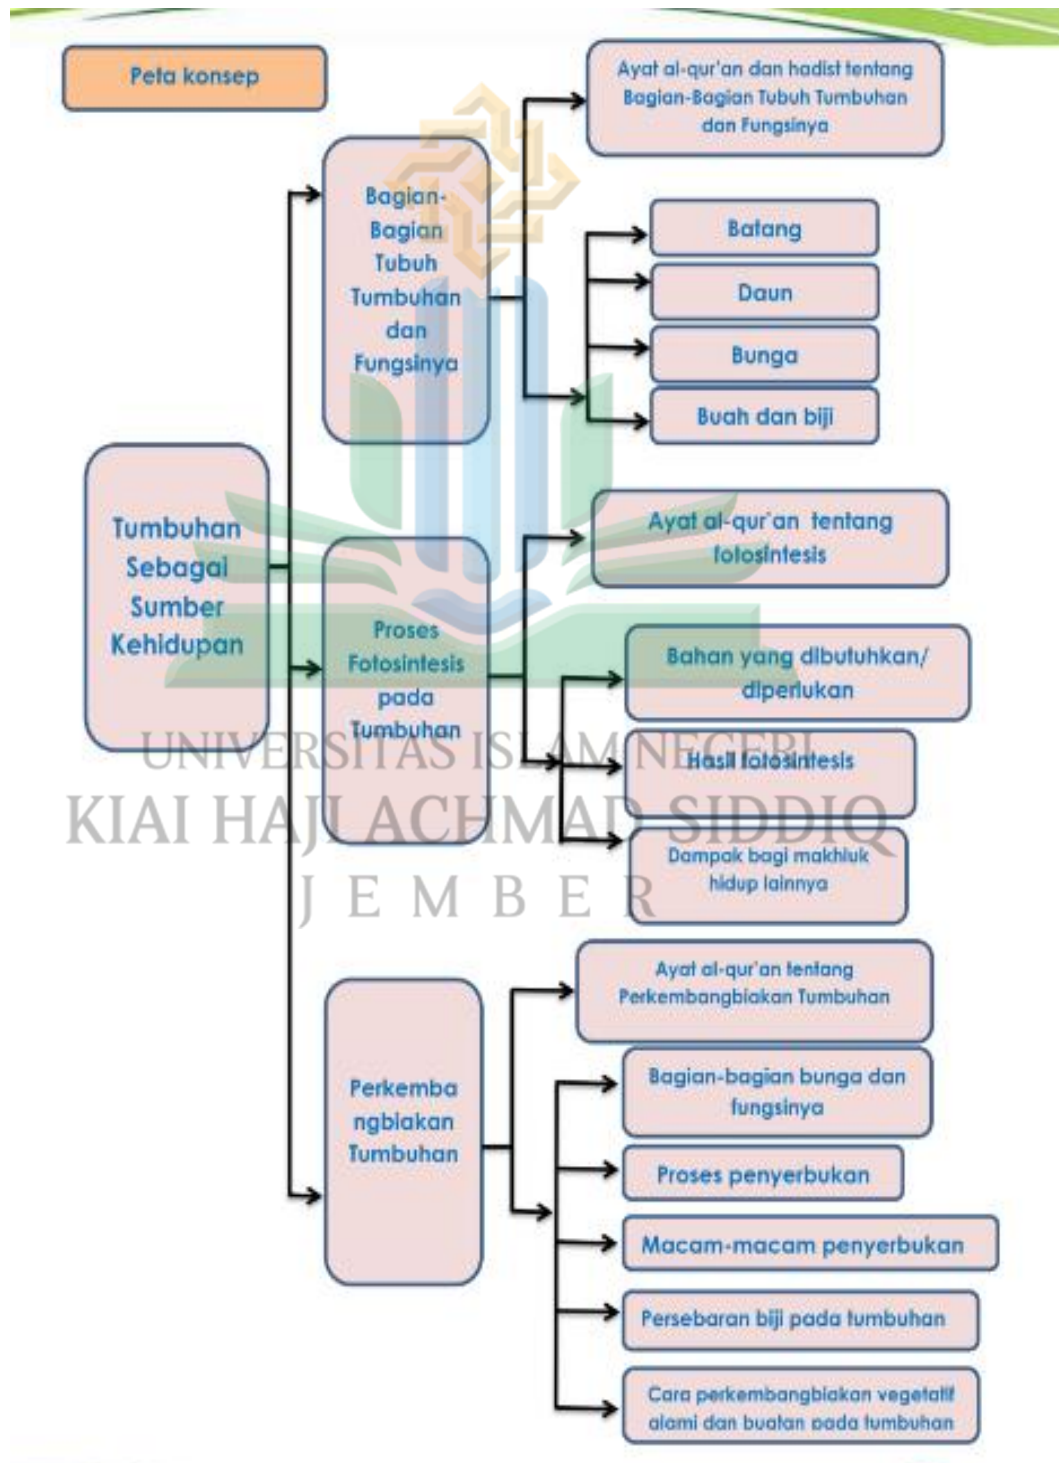 Peta konsep
Ayat al-qur'an dan hadist tentang
Bagian-Bagian Tubuh Tumbuhan
dan Fungsinya
Bagian-
Bagian
Tubuh
Tumbuhan
dan
Fungsinya
Batang
Daun
Bunga
Buah dan biji
Tumbuhan
Sebagai
Sumber
Kehidupan
Ayat al-qur'an tentang
fotosintesis
Proses
Fotosintesis
pada
Tumbuhan
Bahan yang dibutuhkan/
diperlukan
Hasil fotosintesis
Dampak bagi makhluk
hidup lainnya
UNIVERSITAS ISLAM NEGERI
KIAI HAJI ACHMAD SIDDIQ
JEMBER
Ayat al-qur'an tentang
Perkembangbiakan Tumbuhan
Perkemba
ngbiakan
Tumbuhan
Bagian-bagian bunga dan
fungsinya
Proses penyerbukan
Macam-macam penyerbukan
Persebaran biji pada tumbuhan
Cara perkembangbiakan vegetatif
alami dan buatan pada tumbuhan